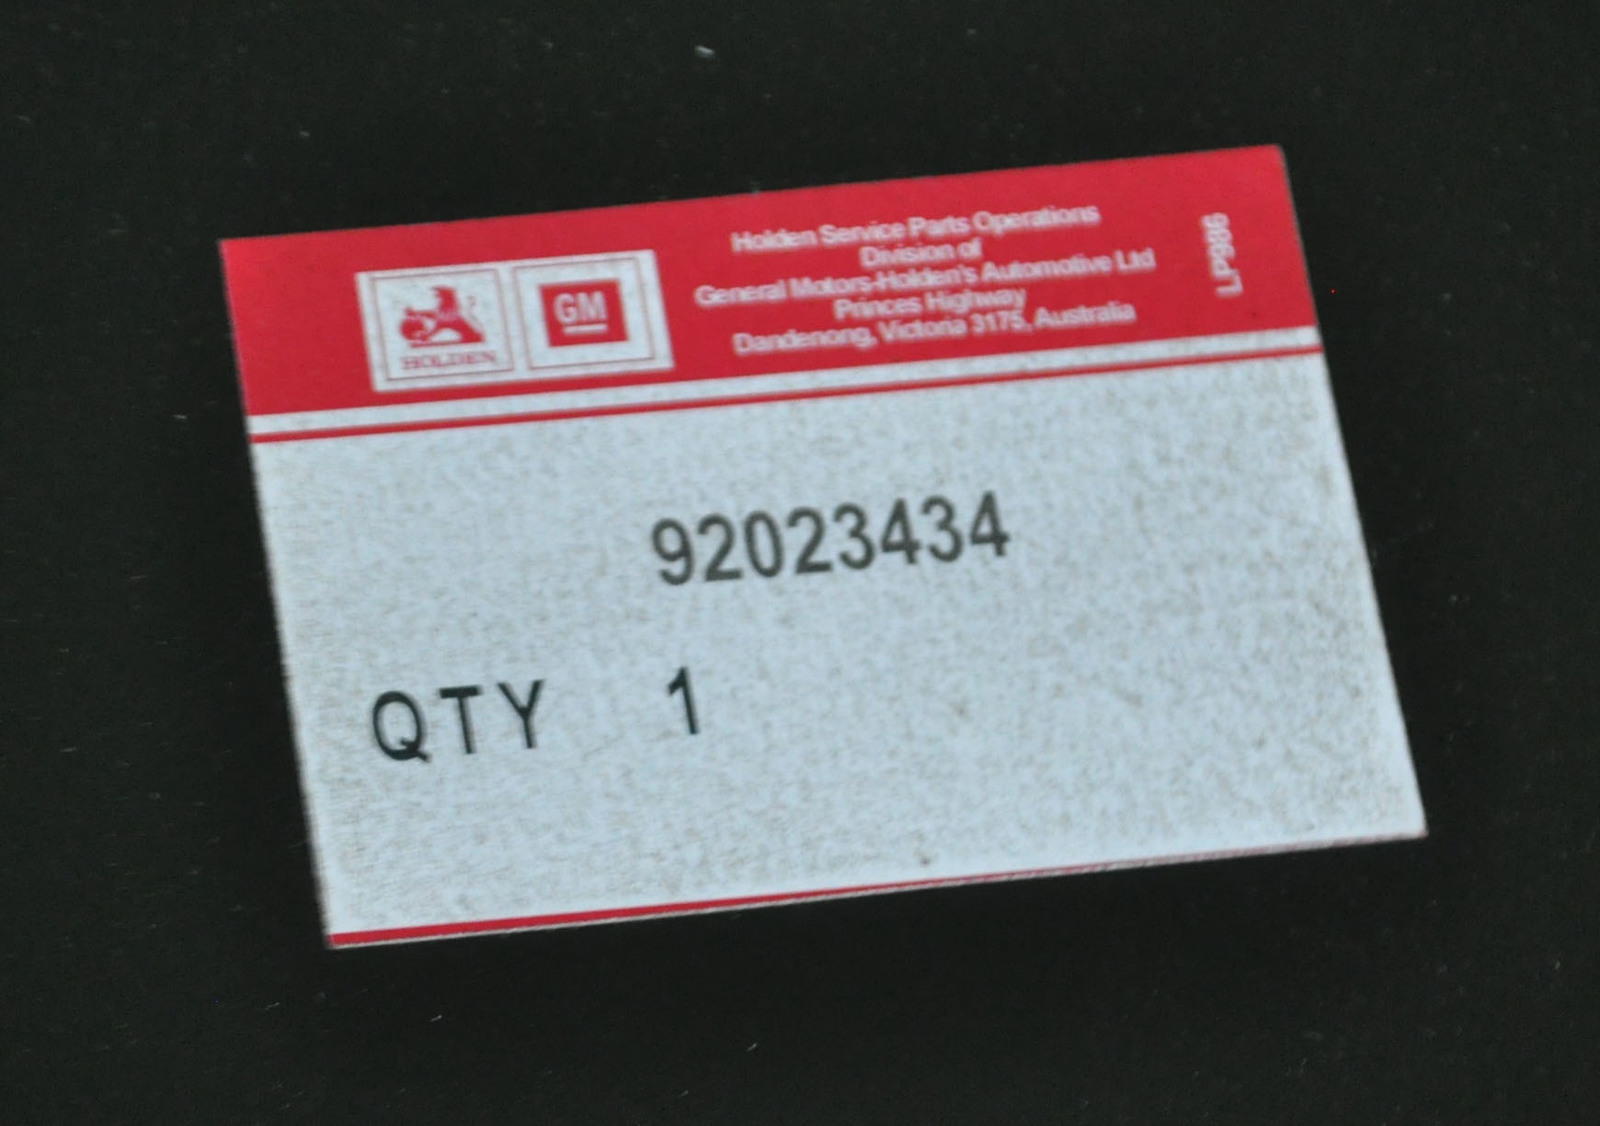 HOLDEN
GM
Holden Service Parts Operations
Division of
General Motors-Holden's Automotive Ltd
Princes Highway
Dandenong, Victoria 3175, Australia
LP986
92023434
QTY 1